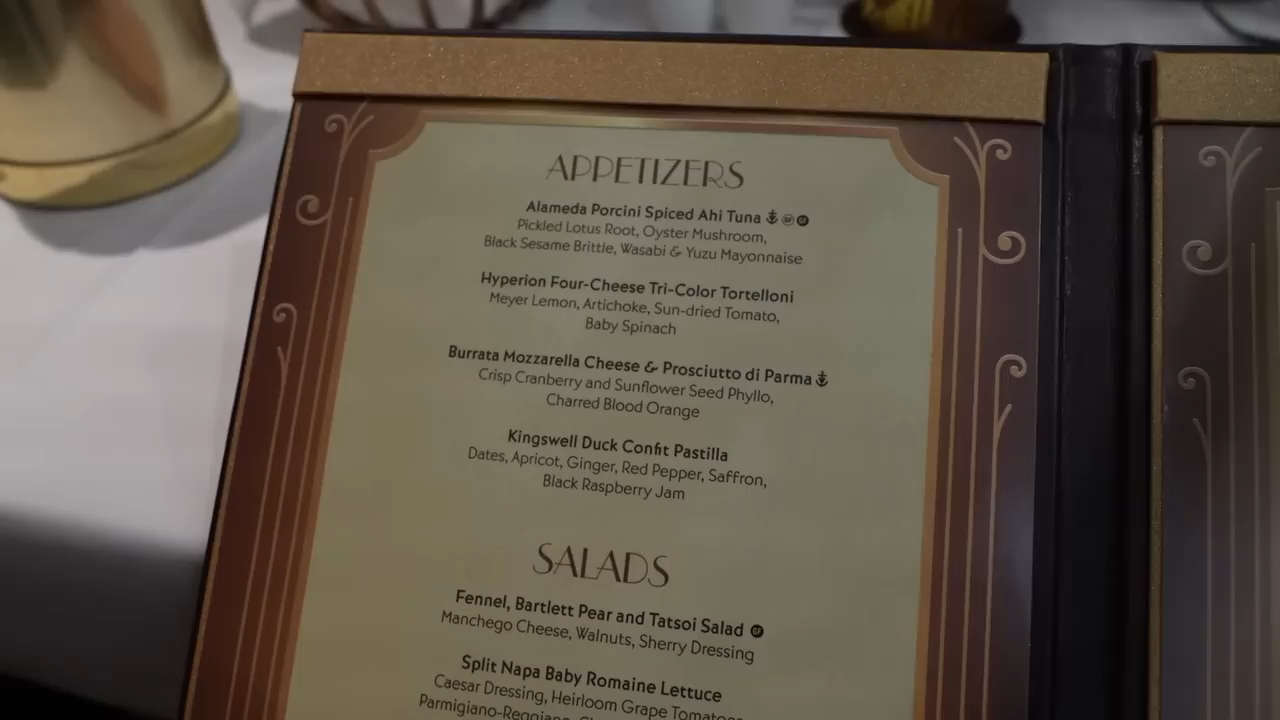 APPETIZERS
Alameda Porcini Spiced Ahi Tuna DF GF
Pickled Lotus Root, Oyster Mushroom,
Black Sesame Brittle, Wasabi & Yuzu Mayonnaise
Hyperion Four-Cheese Tri-Color Tortelloni
Meyer Lemon, Artichoke, Sun-dried Tomato,
Baby Spinach
Burrata Mozzarella Cheese & Prosciutto di Parma
Crisp Cranberry and Sunflower Seed Phyllo,
Charred Blood Orange
Kingswell Duck Confit Pastilla
Dates, Apricot, Ginger, Red Pepper, Saffron,
Black Raspberry Jam
SALADS
Fennel, Bartlett Pear and Tatsoi Salad GF
Manchego Cheese, Walnuts, Sherry Dressing
Split Napa Baby Romaine Lettuce
Caesar Dressing, Heirloom Grape Tomatoes,
Parmigiano-Reggiano,